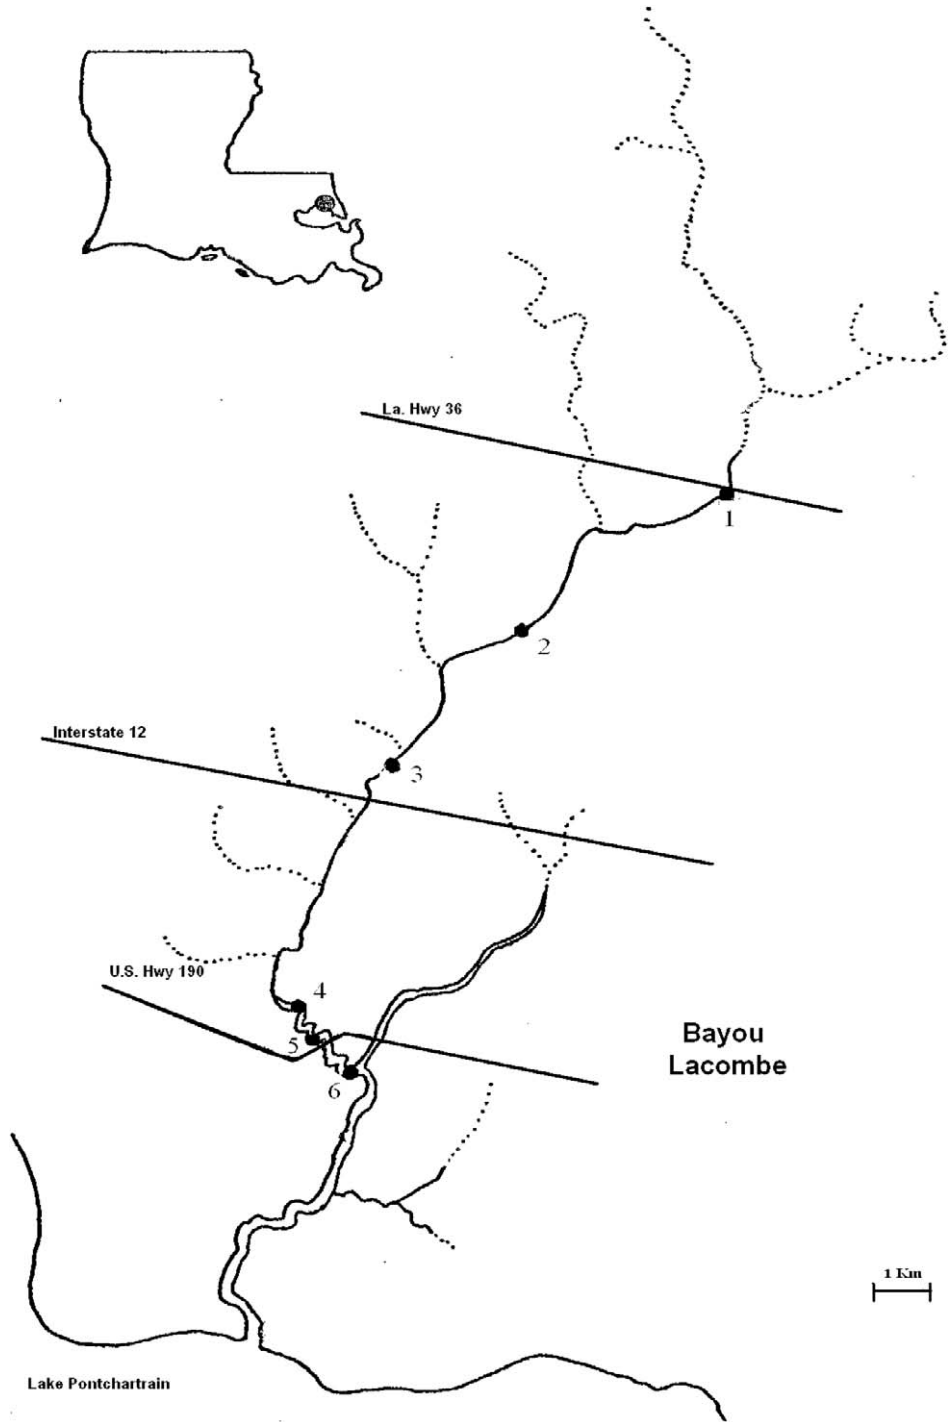 La. Hwy 36
1
2
Interstate 12
3
U.S. Hwy 190
4
5
Bayou
Lacombe
6
1 Km
Lake Pontchartrain